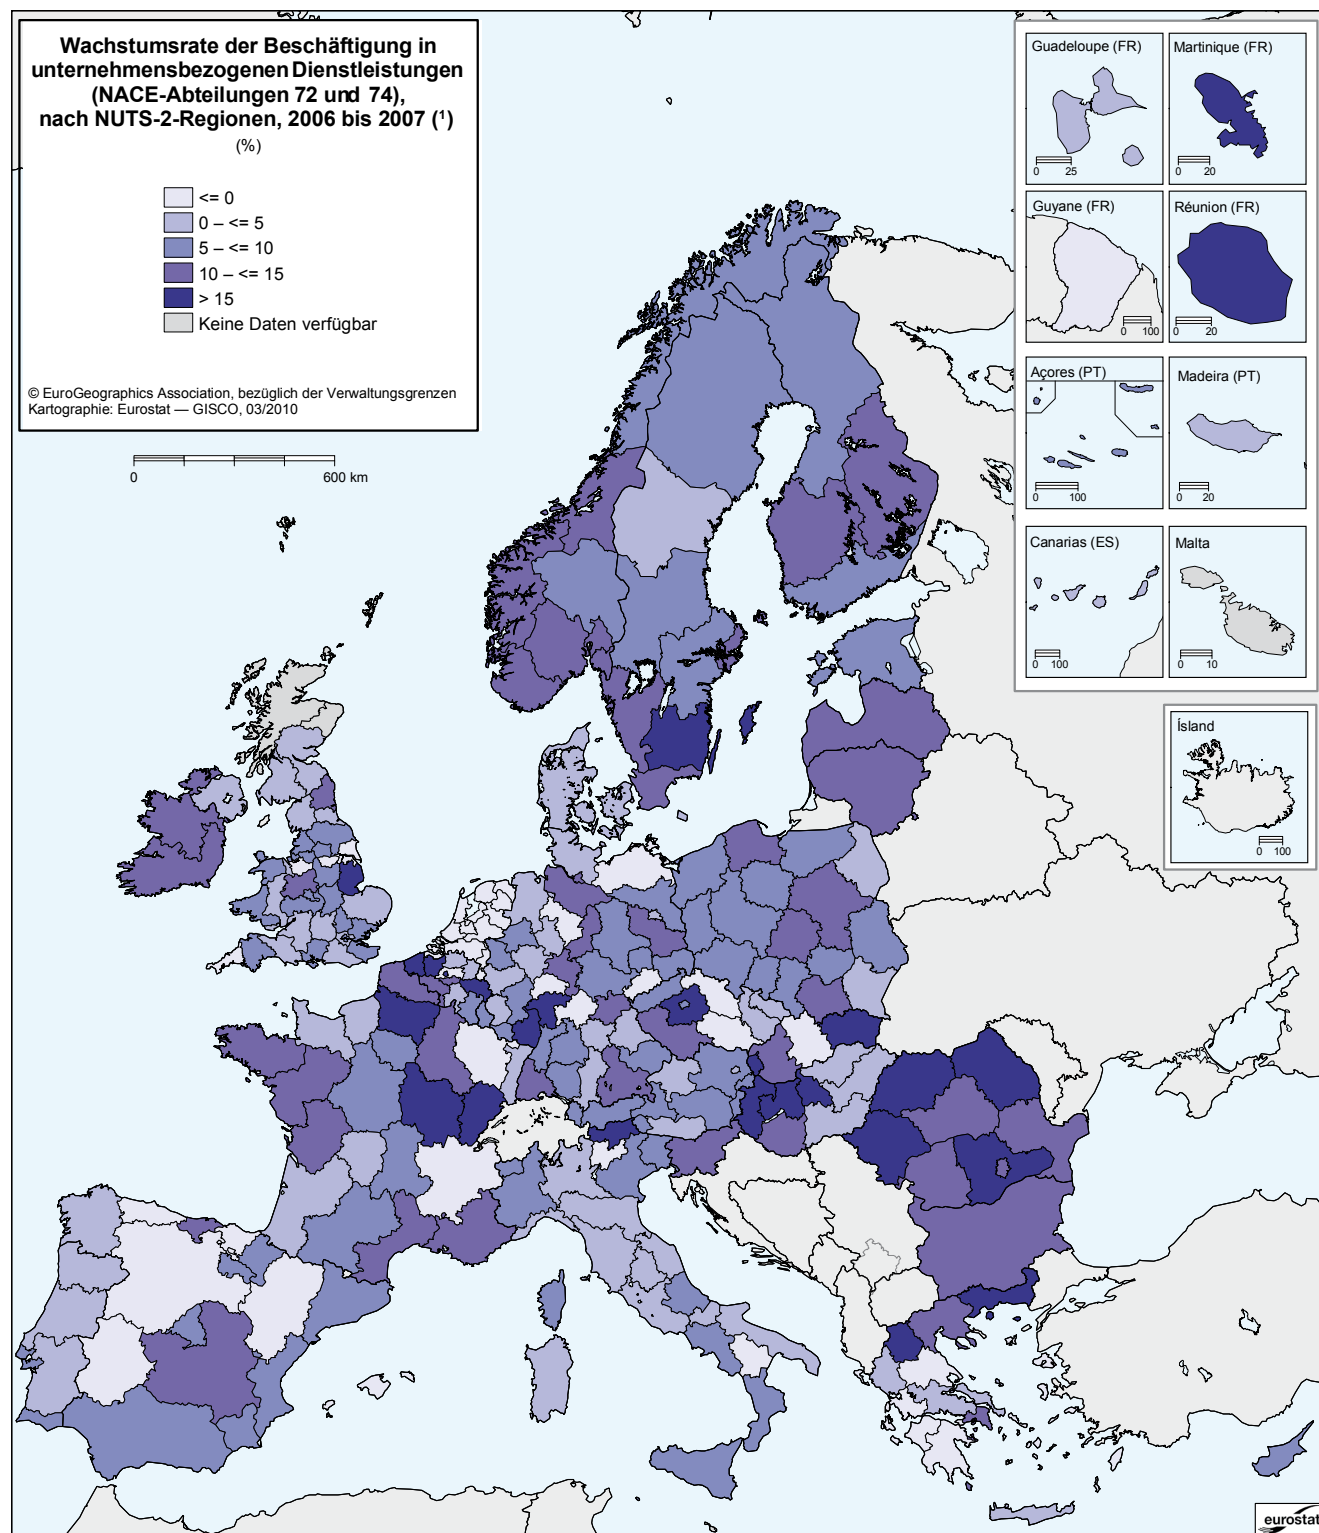 Wachstumsrate der Beschäftigung in
unternehmensbezogenen Dienstleistungen
(NACE-Abteilungen 72 und 74),
nach NUTS-2-Regionen, 2006 bis 2007 (¹)
(%)
<= 0
0 – <= 5
5 – <= 10
10 – <= 15
> 15
Keine Daten verfügbar
© EuroGeographics Association, bezüglich der Verwaltungsgrenzen
Kartographie: Eurostat — GISCO, 03/2010
0 600 km
Guadeloupe (FR)
0 25
Martinique (FR)
0 20
Guyane (FR)
0 100
Réunion (FR)
0 20
Açores (PT)
0 100
Madeira (PT)
0 20
Canarias (ES)
0 100
Malta
0 10
Ísland
0 100
eurostat